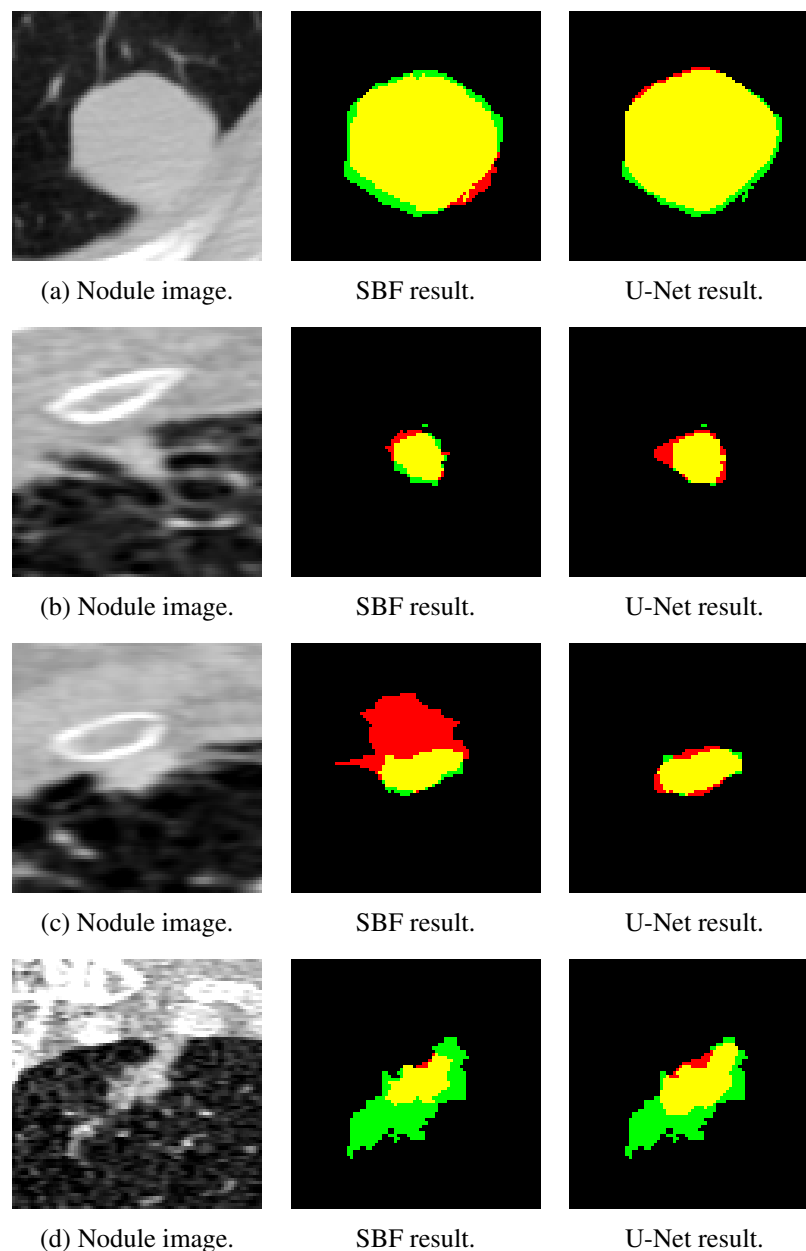 (a) Nodule image. SBF result. U-Net result.
(b) Nodule image. SBF result. U-Net result.
(c) Nodule image. SBF result. U-Net result.
(d) Nodule image. SBF result. U-Net result.